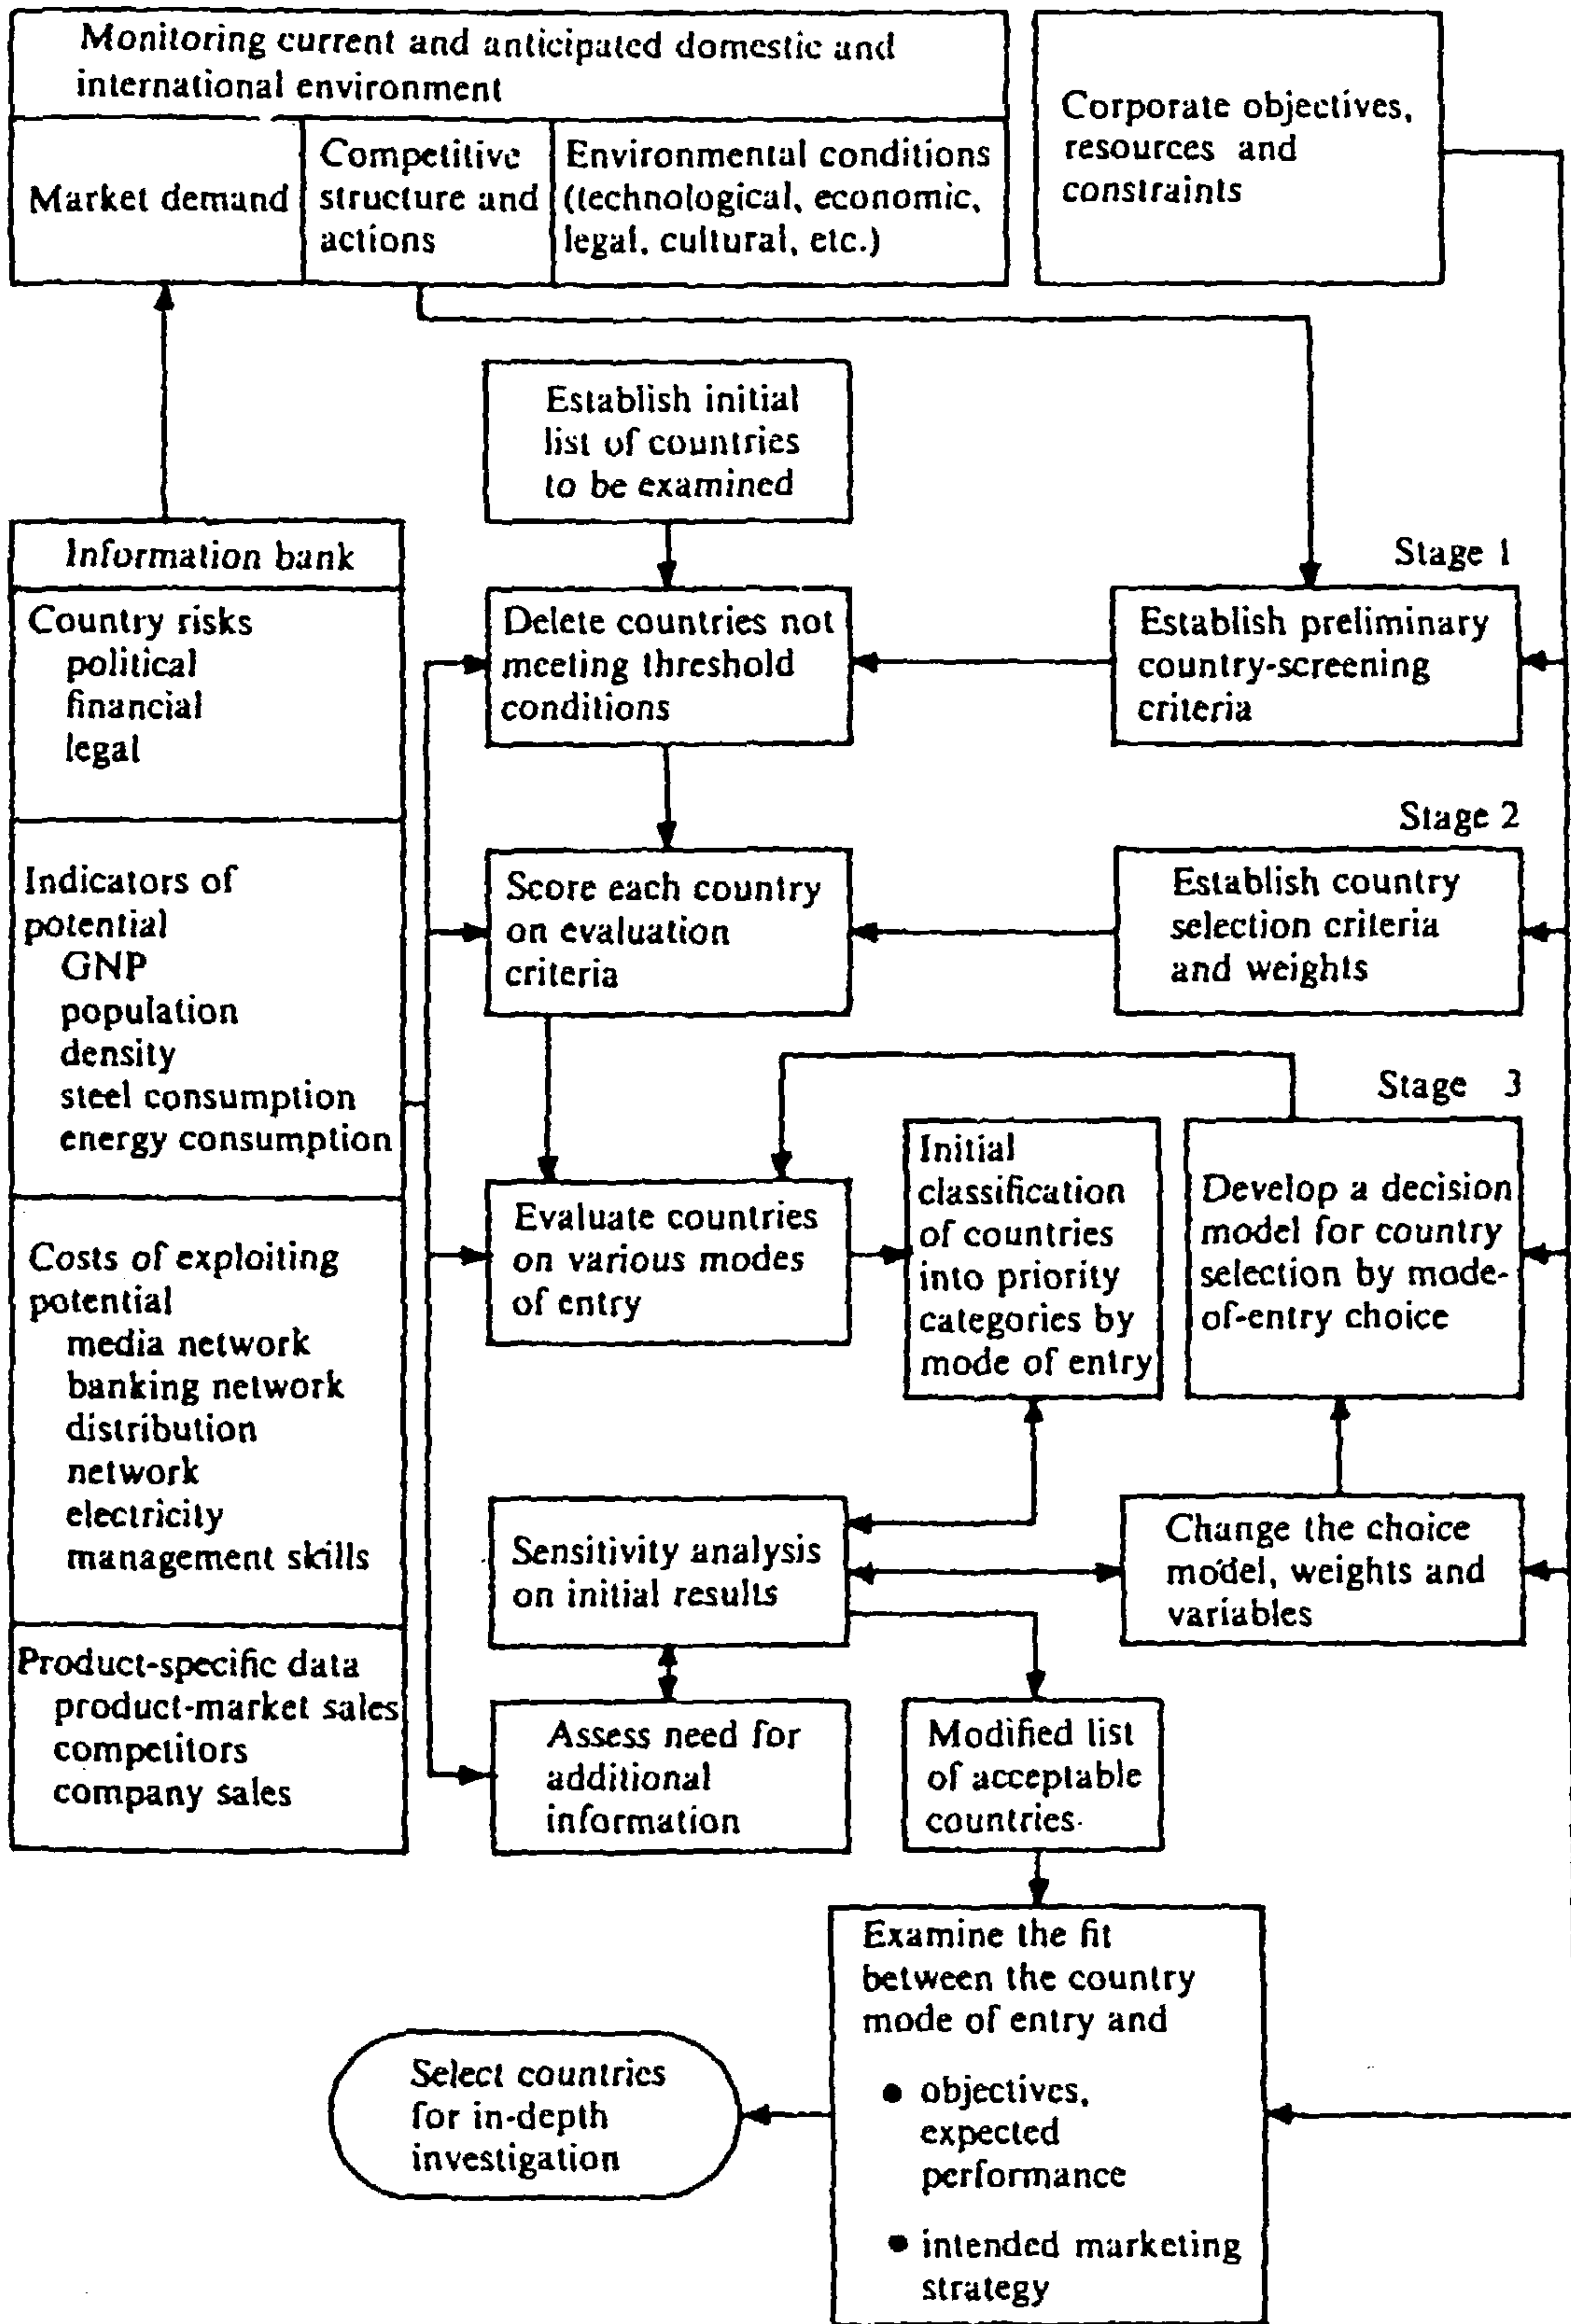 Monitoring current and anticipated domestic and
international environment
Market demand
Competitive
structure and
actions
Environmental conditions
(technological, economic,
legal, cultural, etc.)
Corporate objectives,
resources and
constraints
Establish initial
list of countries
to be examined
Information bank
Country risks
political
financial
legal
Indicators of
potential
GNP
population
density
steel consumption
energy consumption
Costs of exploiting
potential
media network
banking network
distribution
network
electricity
management skills
Product-specific data
product-market sales
competitors
company sales
Stage 1
Delete countries not
meeting threshold
conditions
Establish preliminary
country-screening
criteria
Stage 2
Score each country
on evaluation
criteria
Establish country
selection criteria
and weights
Stage 3
Evaluate countries
on various modes
of entry
Initial
classification
of countries
into priority
categories by
mode of entry
Develop a decision
model for country
selection by mode-
of-entry choice
Sensitivity analysis
on initial results
Change the choice
model, weights and
variables
Assess need for
additional
information
Modified list
of acceptable
countries.
Examine the fit
between the country
mode of entry and
• objectives,
expected
performance
• intended marketing
strategy
Select countries
for in-depth
investigation